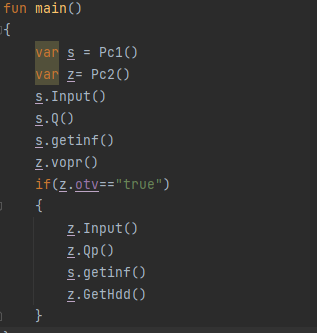 fun main()
{
    var s = Pc1()
    var z= Pc2()
    s.Input()
    s.Q()
    s.getinf()
    z.vopr()
    if(z.otv=="true")
    {
        z.Input()
        z.Qp()
        s.getinf()
        z.GetHdd()
    }
}